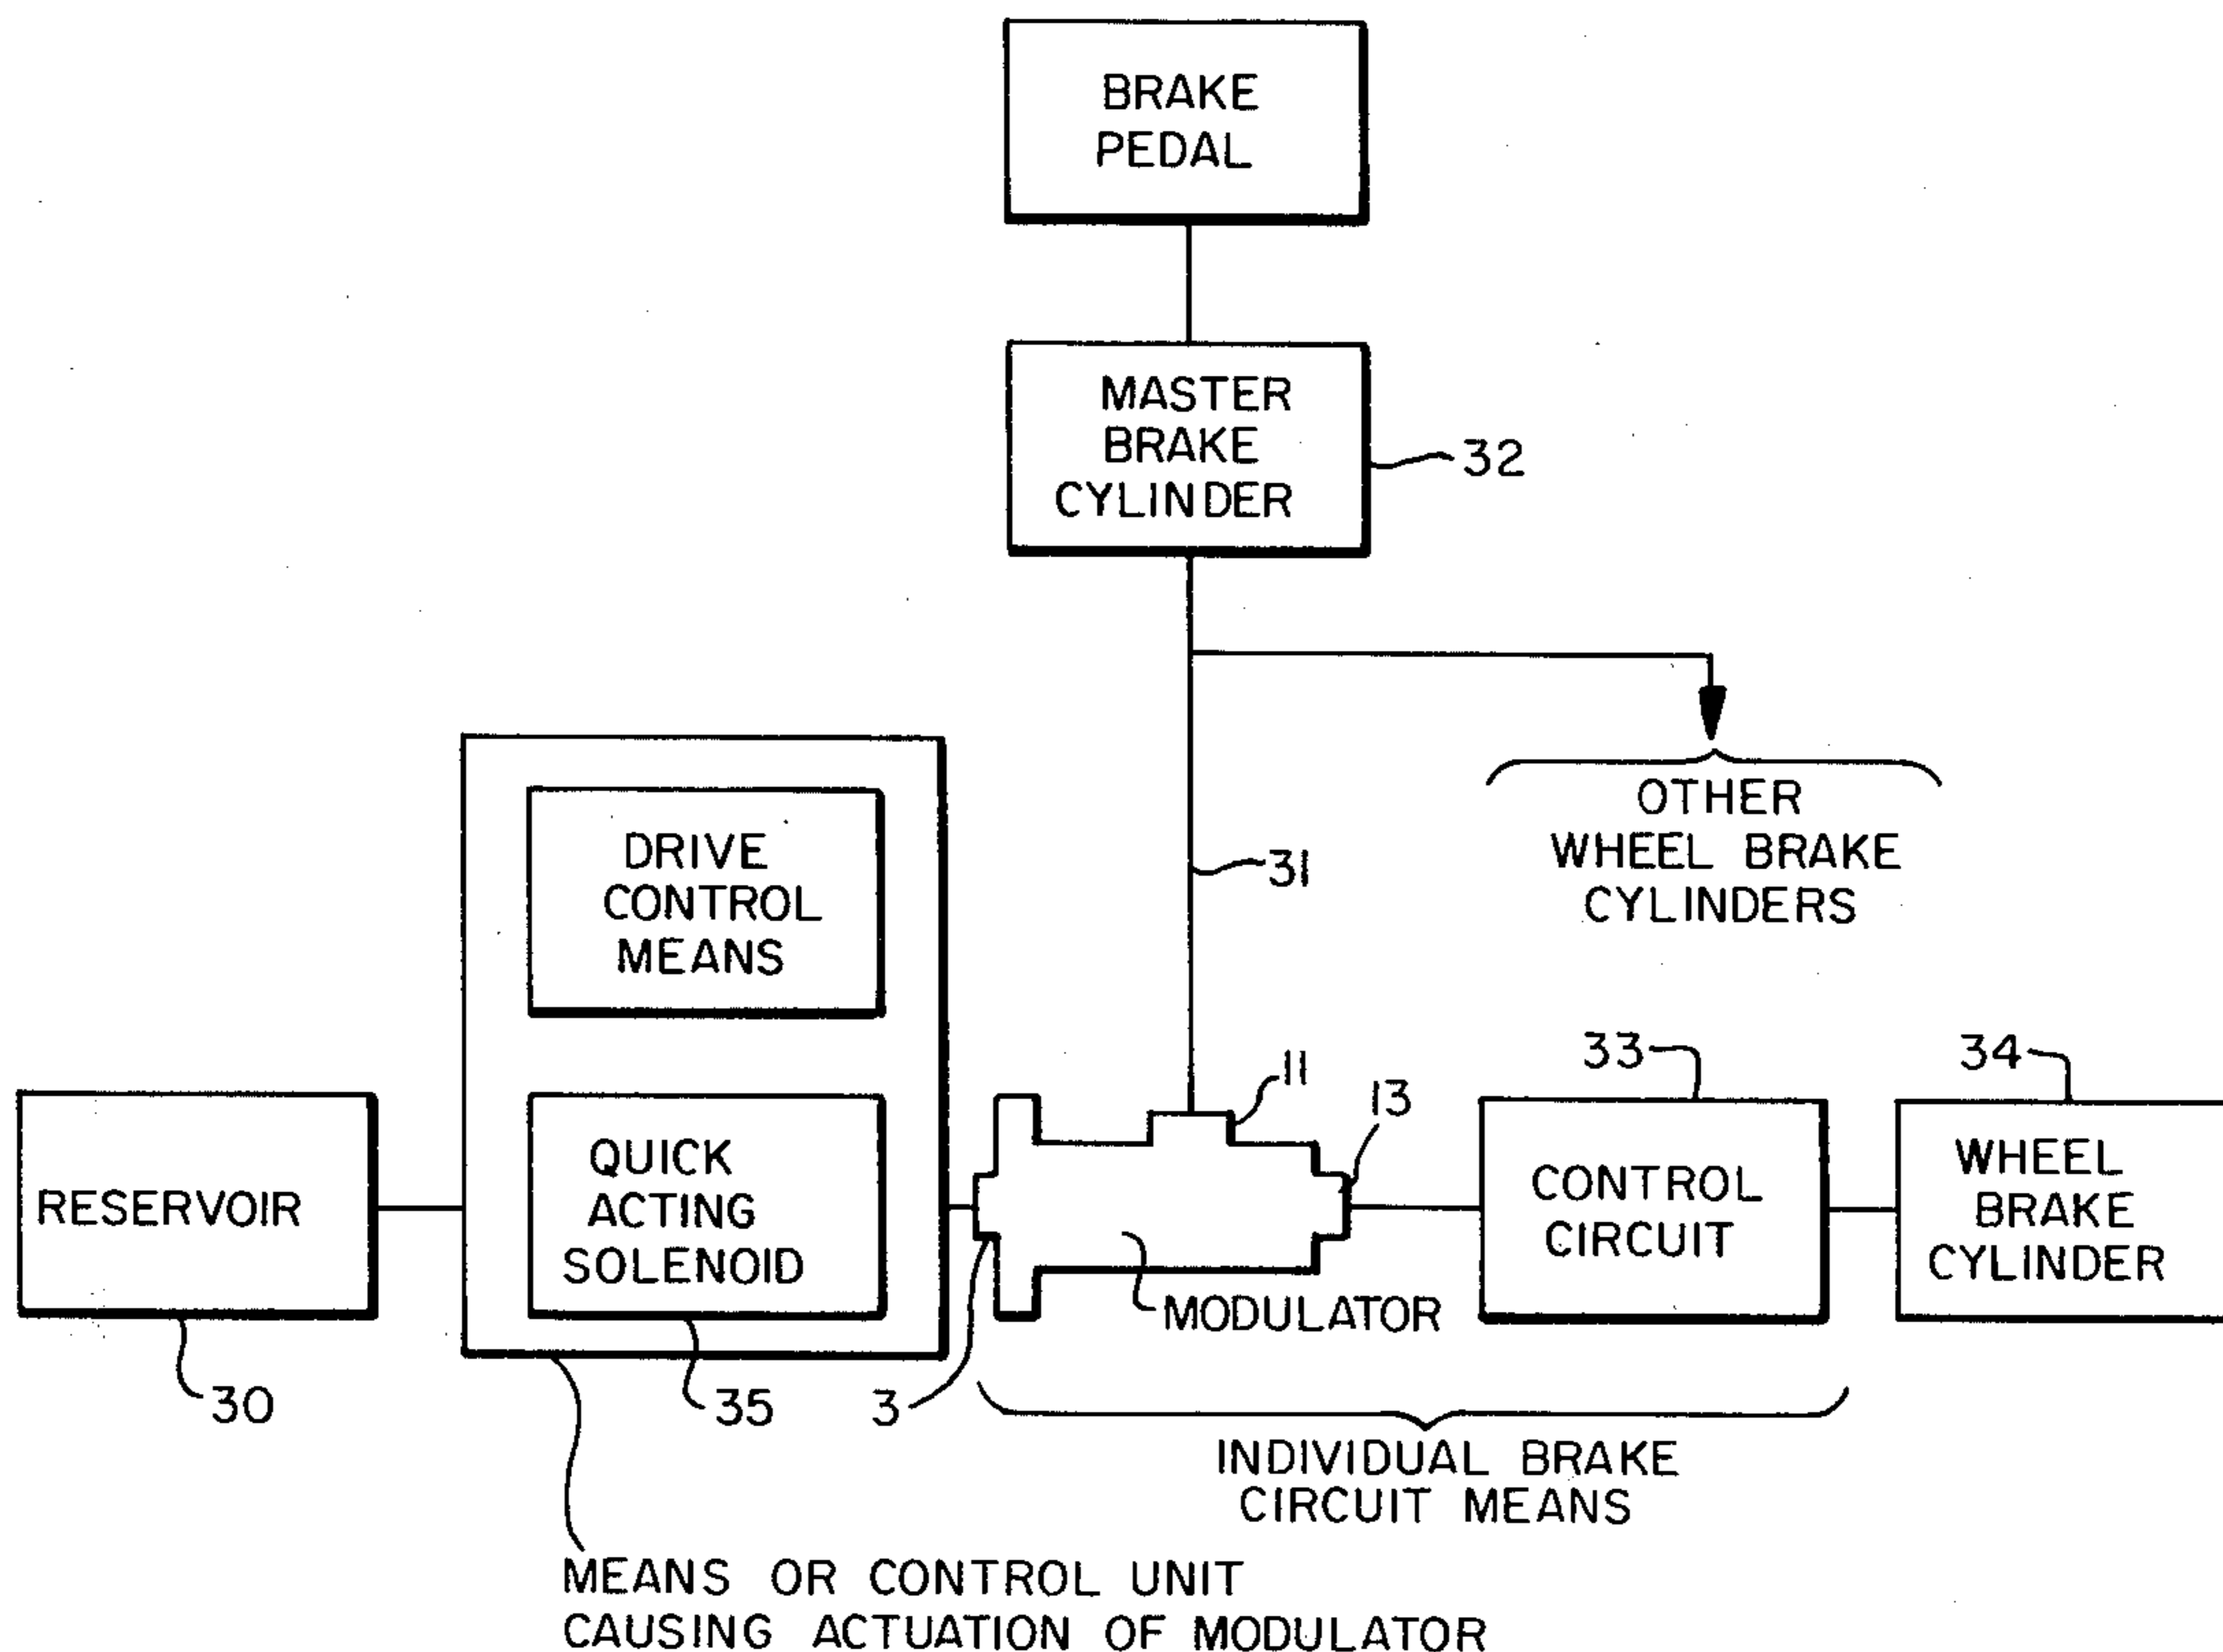 BRAKE
PEDAL
MASTER
BRAKE
CYLINDER
32
OTHER
WHEEL BRAKE
CYLINDERS
31
DRIVE
CONTROL
MEANS
11
13
33
34
RESERVOIR
QUICK
ACTING
SOLENOID
CONTROL
CIRCUIT
WHEEL
BRAKE
CYLINDER
MODULATOR
30
35
3
INDIVIDUAL BRAKE
CIRCUIT MEANS
MEANS OR CONTROL UNIT
CAUSING ACTUATION OF MODULATOR